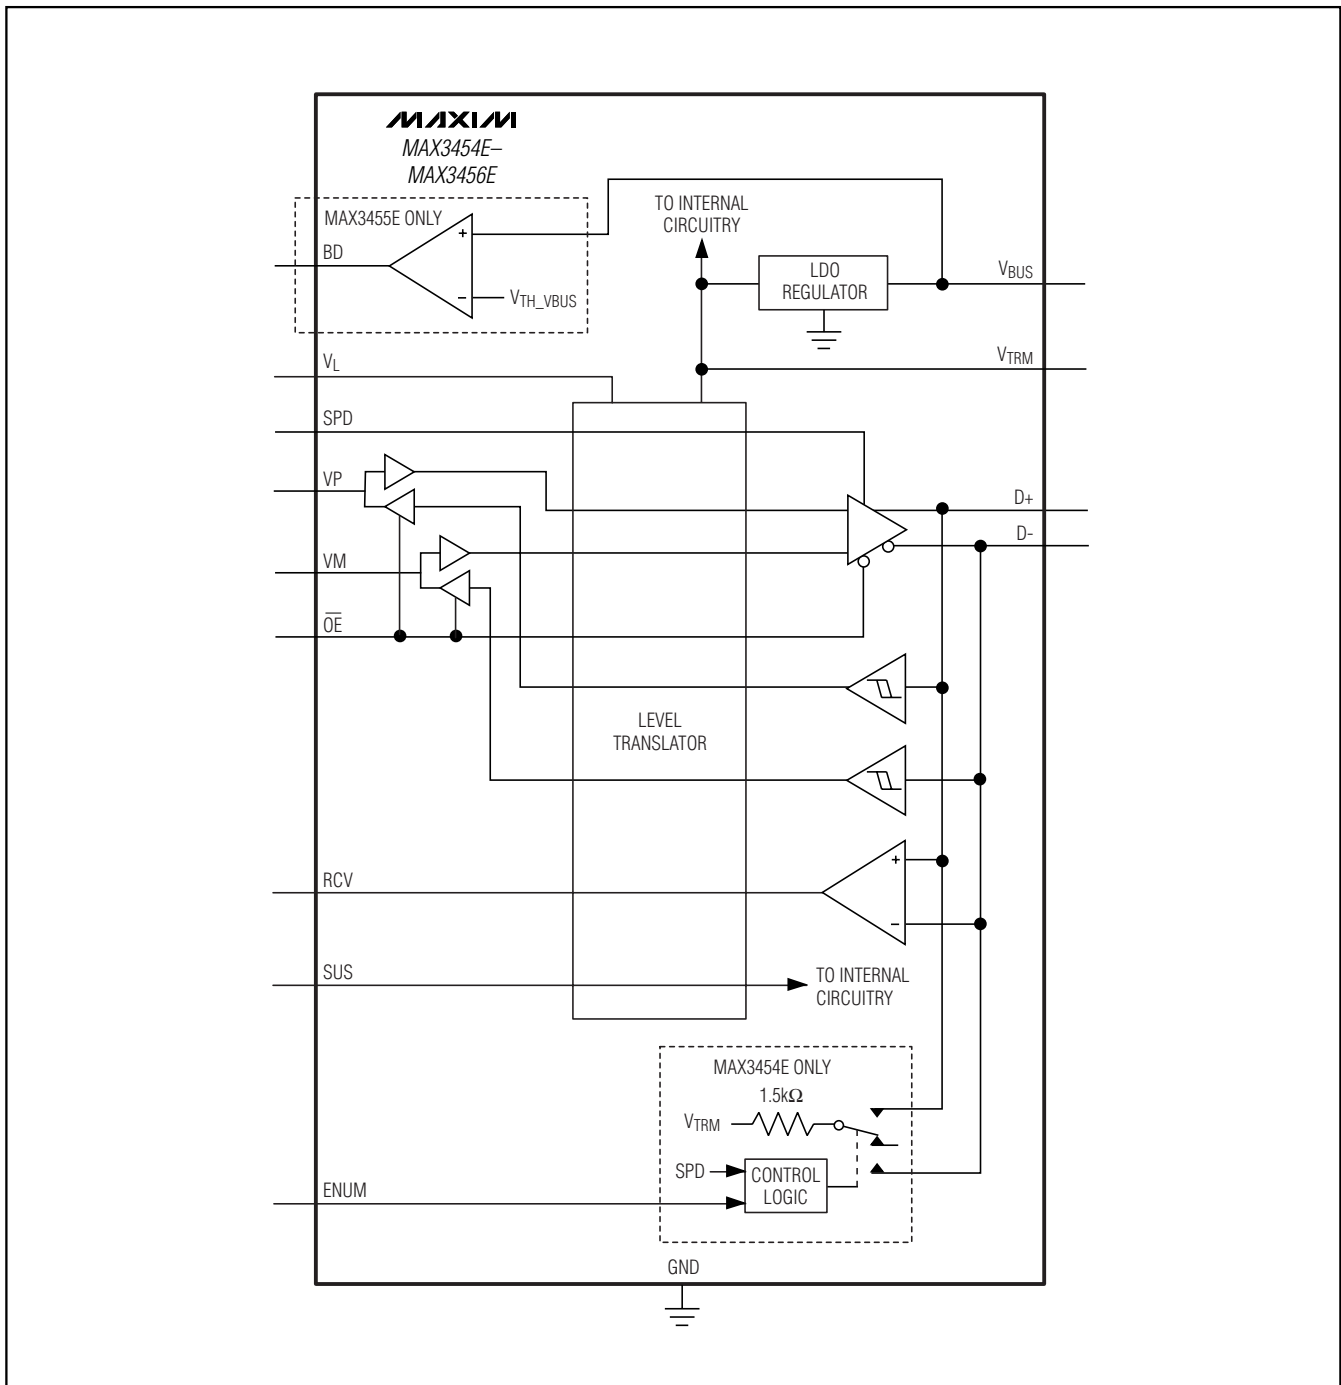 MAXIM
MAX3454E–
MAX3456E
MAX3455E ONLY
BD
+
–
VTH_VBUS
TO INTERNAL
CIRCUITRY
LDO
REGULATOR
VBUS
VTRM
VL
SPD
VP
VM
OE
D+
D-
LEVEL
TRANSLATOR
RCV
+
–
SUS
TO INTERNAL
CIRCUITRY
MAX3454E ONLY
1.5kΩ
VTRM
SPD
CONTROL
LOGIC
ENUM
GND